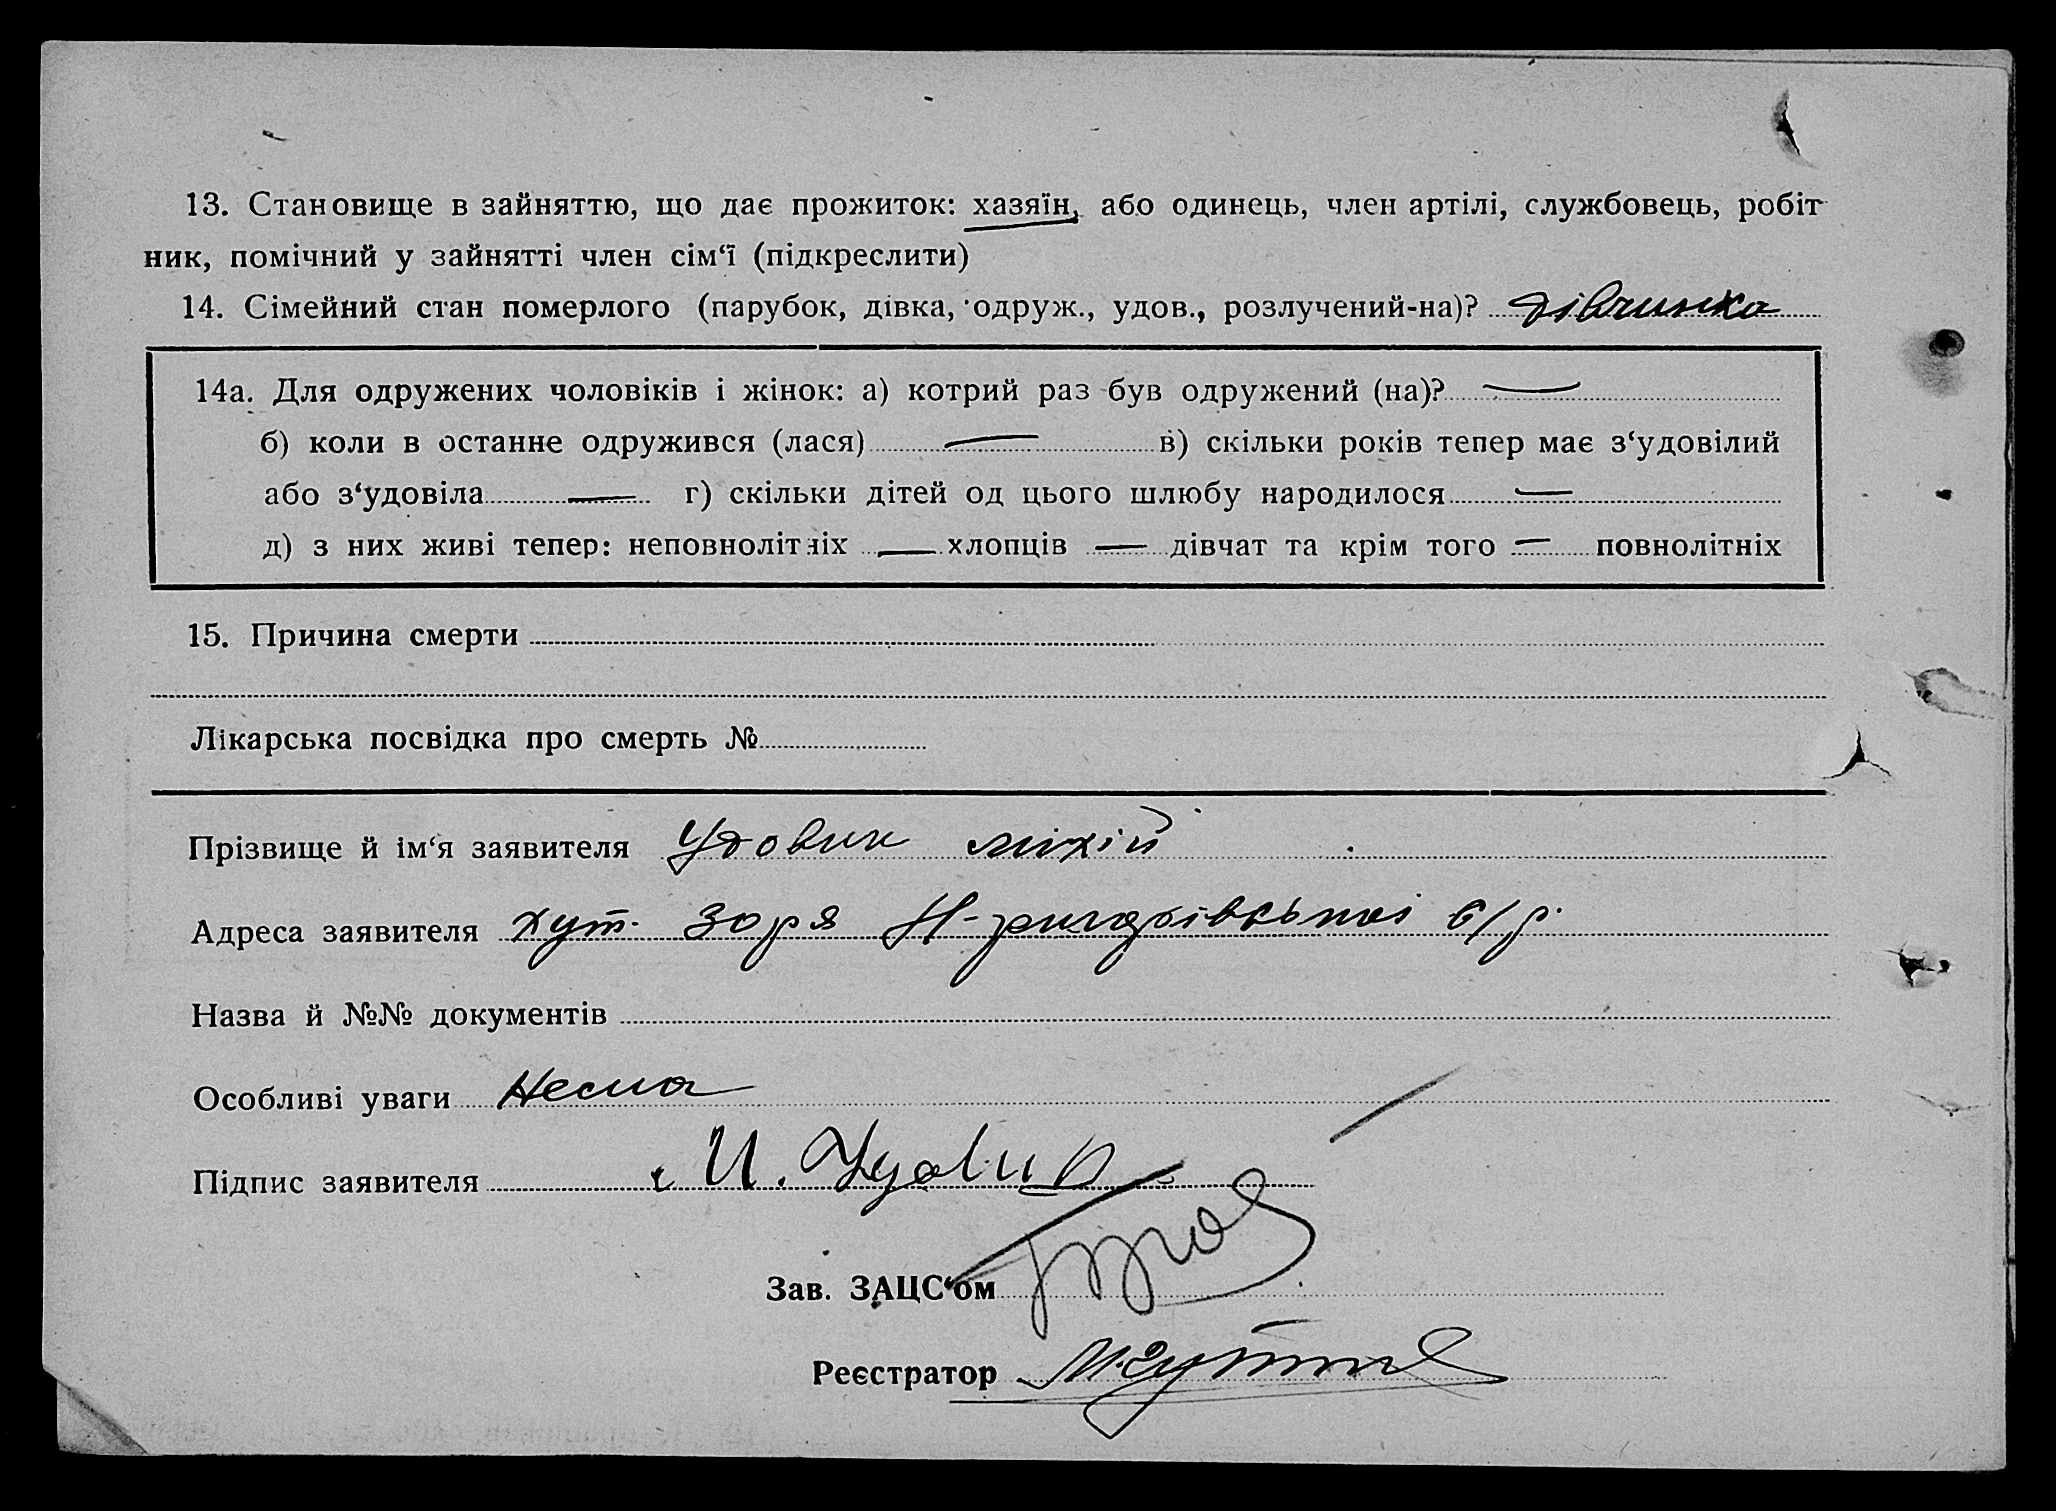 13. Становище в зайняттю, що дає прожиток: хазяїн, або одинець, член артілі, службовець, робіт
ник, помічний у зайнятті член сім‘ї (підкреслити)
14. Сімейний стан померлого (парубок, дівка, одруж., удов., розлучений-на)? дівчинка
14а. Для одружених чоловіків і жінок: а) котрий раз був одружений (на)? —
б) коли в останнє одружився (лася) — в) скільки років тепер має з‘удовілий
або з‘удовіла — г) скільки дітей од цього шлюбу народилося —
д) з них живі тепер: неповнолітніх — хлопців — дівчат та крім того — повнолітніх
15. Причина смерти
Лікарська посвідка про смерть №
Прізвище й ім‘я заявителя Удовик міхій
Адреса заявителя хут. Зоря с/р.
Назва й №№ документів
Особливі уваги Нема
Підпис заявителя И. Удовик
Зав. ЗАЦС‘ом
Реєстратор